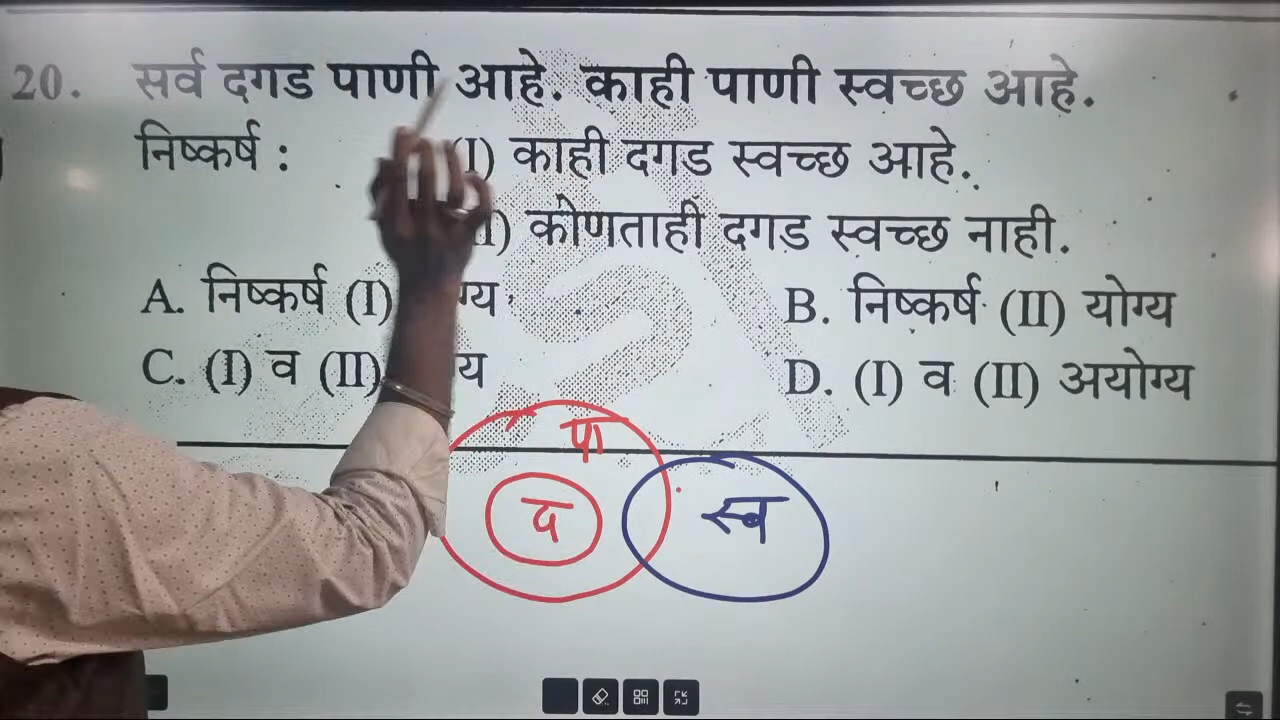 20. सर्व दगड पाणी आहे. काही पाणी स्वच्छ आहे.
निष्कर्ष : (I) काही दगड स्वच्छ आहे.
कोणताही दगड स्वच्छ नाही.
A. निष्कर्ष (I) B. निष्कर्ष (II) योग्य
C. (I) व (II) D. (I) व (II) अयोग्य
पा
द स्व